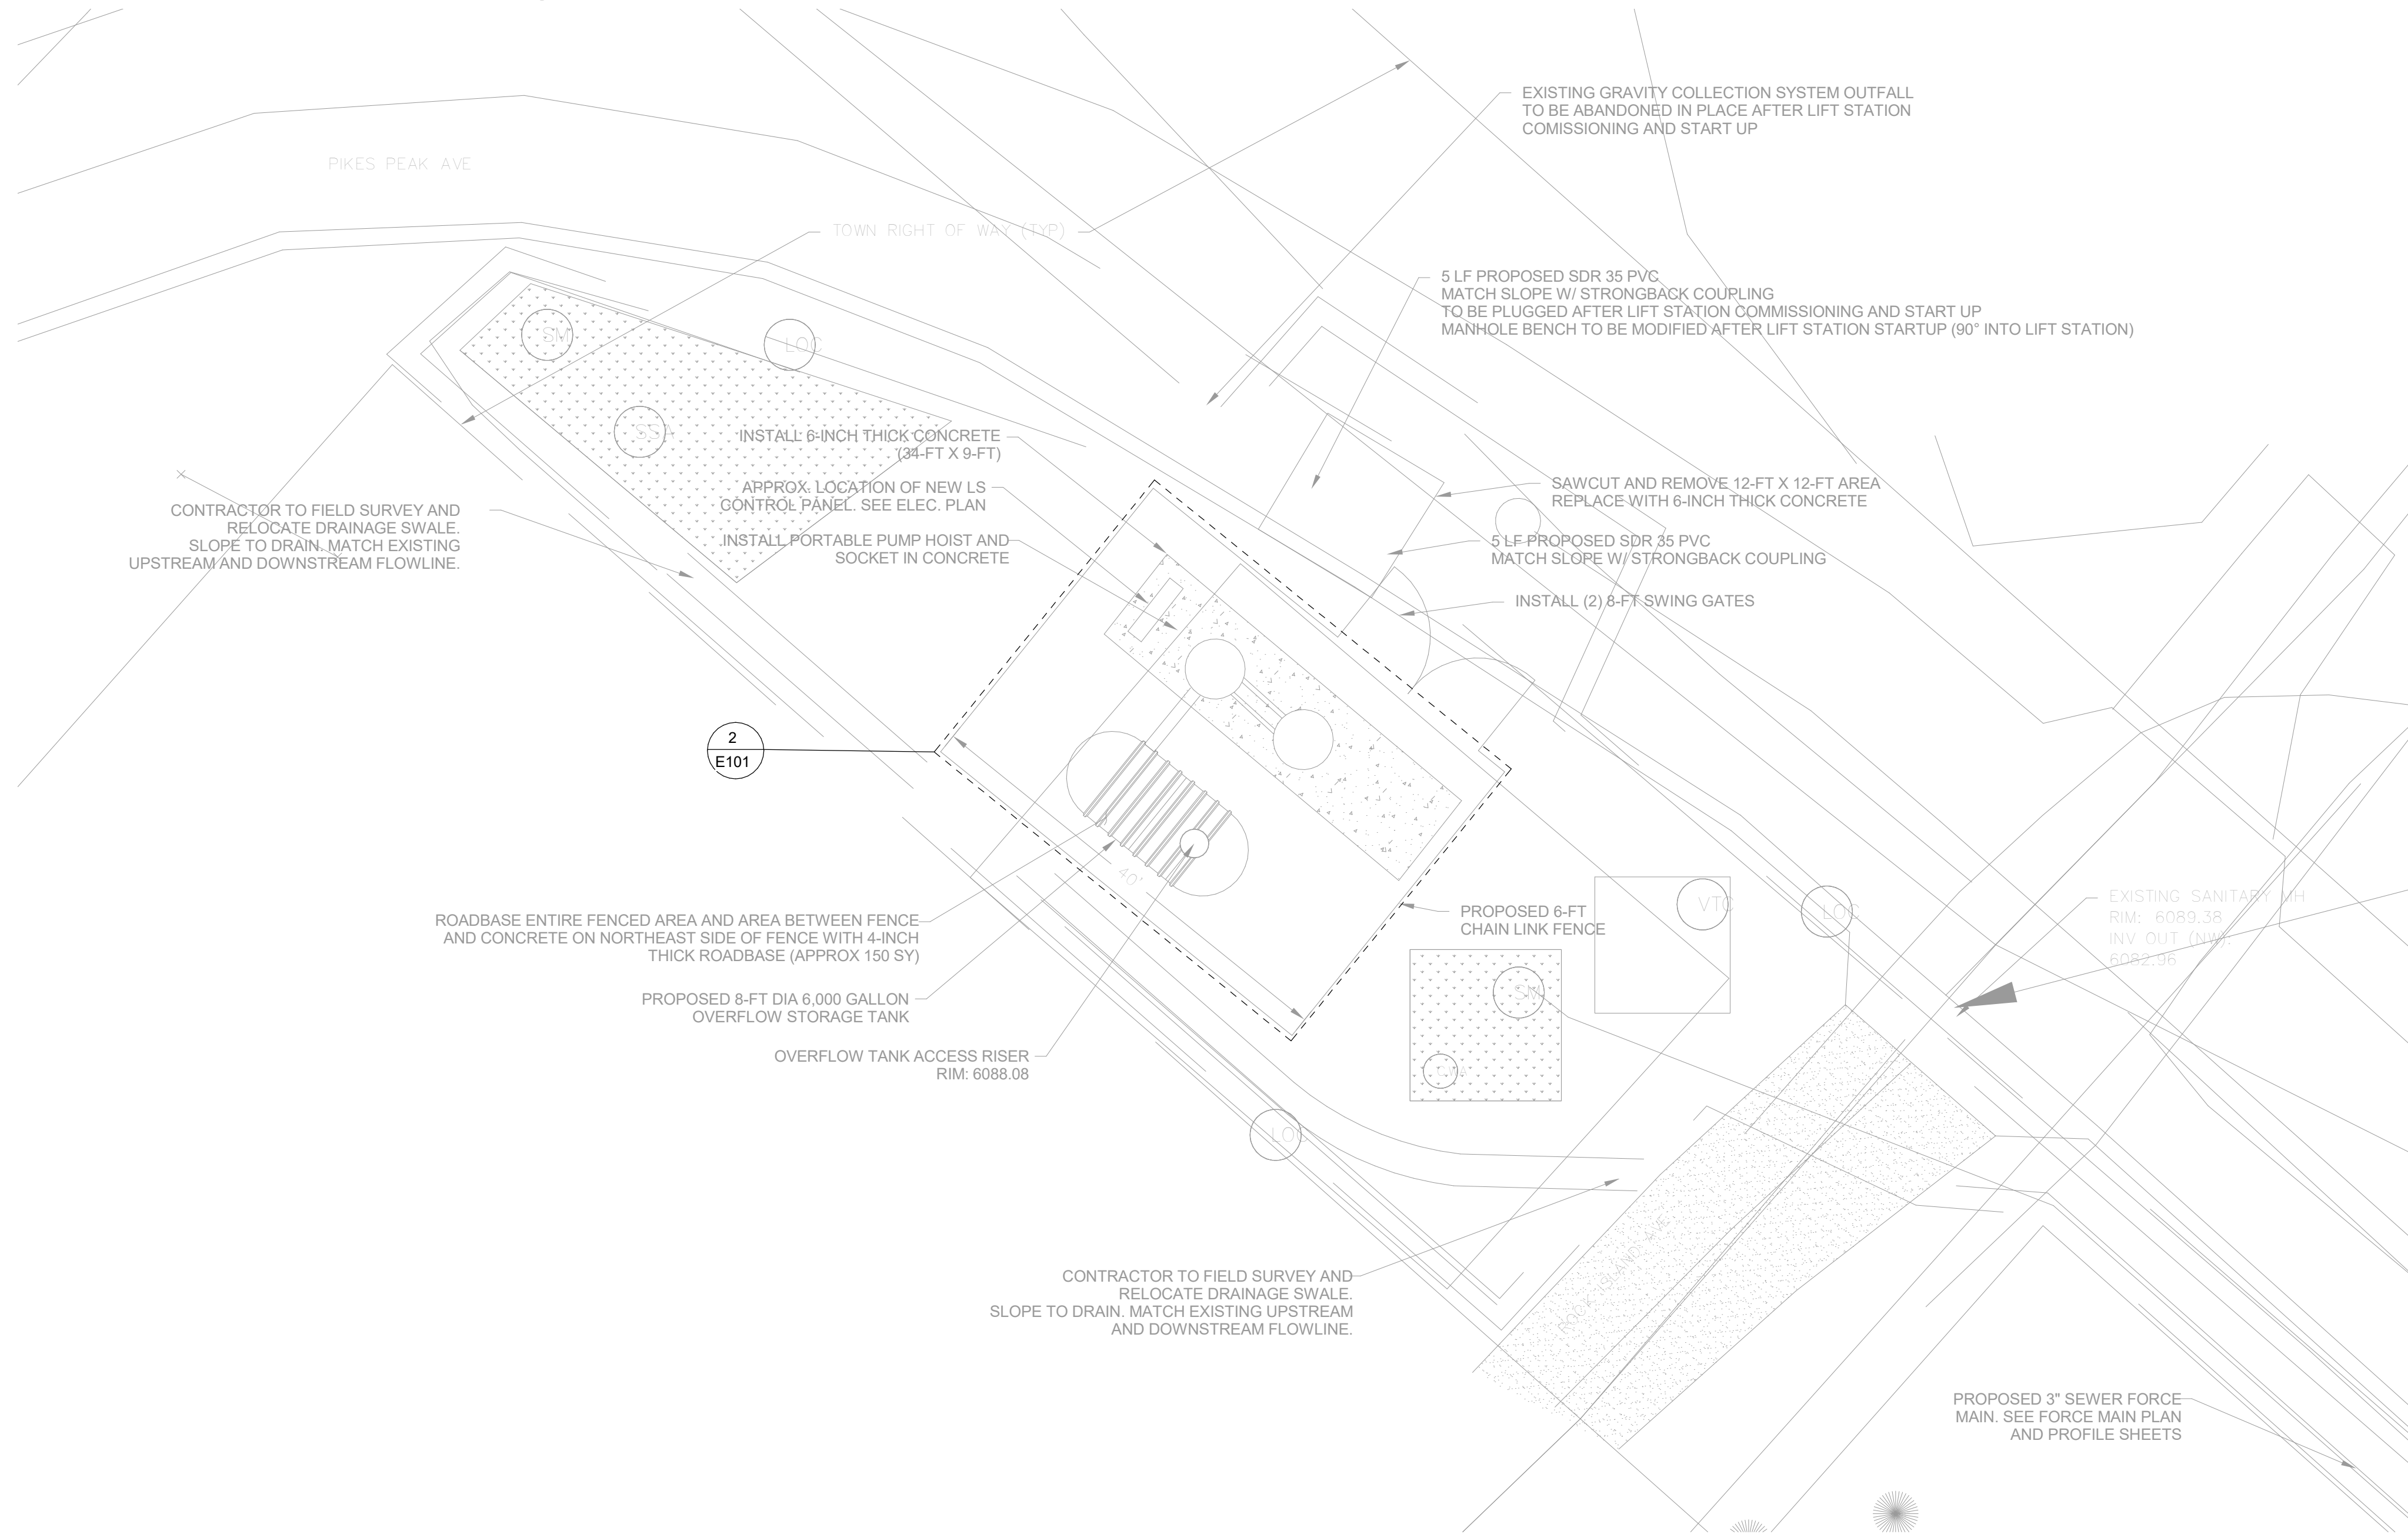 PIKES PEAK AVE
TOWN RIGHT OF WAY (TYP)
EXISTING GRAVITY COLLECTION SYSTEM OUTFALL
TO BE ABANDONED IN PLACE AFTER LIFT STATION
COMISSIONING AND START UP
5 LF PROPOSED SDR 35 PVC
MATCH SLOPE W/ STRONGBACK COUPLING
TO BE PLUGGED AFTER LIFT STATION COMMISSIONING AND START UP
MANHOLE BENCH TO BE MODIFIED AFTER LIFT STATION STARTUP (90° INTO LIFT STATION)
SM
LOC
SSA
INSTALL 6-INCH THICK CONCRETE
(34-FT X 9-FT)
APPROX. LOCATION OF NEW LS
CONTROL PANEL. SEE ELEC. PLAN
INSTALL PORTABLE PUMP HOIST AND
SOCKET IN CONCRETE
SAWCUT AND REMOVE 12-FT X 12-FT AREA
REPLACE WITH 6-INCH THICK CONCRETE
5 LF PROPOSED SDR 35 PVC
MATCH SLOPE W/ STRONGBACK COUPLING
INSTALL (2) 8-FT SWING GATES
CONTRACTOR TO FIELD SURVEY AND
RELOCATE DRAINAGE SWALE.
SLOPE TO DRAIN. MATCH EXISTING
UPSTREAM AND DOWNSTREAM FLOWLINE.
2
E101
40'
ROADBASE ENTIRE FENCED AREA AND AREA BETWEEN FENCE
AND CONCRETE ON NORTHEAST SIDE OF FENCE WITH 4-INCH
THICK ROADBASE (APPROX 150 SY)
PROPOSED 8-FT DIA 6,000 GALLON
OVERFLOW STORAGE TANK
OVERFLOW TANK ACCESS RISER
RIM: 6088.08
PROPOSED 6-FT
CHAIN LINK FENCE
VTC
LOC
SM
CWA
LOC
EXISTING SANITARY MH
RIM: 6089.38
INV OUT (NW):
6082.96
ROCK ISLAND AVE
CONTRACTOR TO FIELD SURVEY AND
RELOCATE DRAINAGE SWALE.
SLOPE TO DRAIN. MATCH EXISTING UPSTREAM
AND DOWNSTREAM FLOWLINE.
PROPOSED 3" SEWER FORCE
MAIN. SEE FORCE MAIN PLAN
AND PROFILE SHEETS